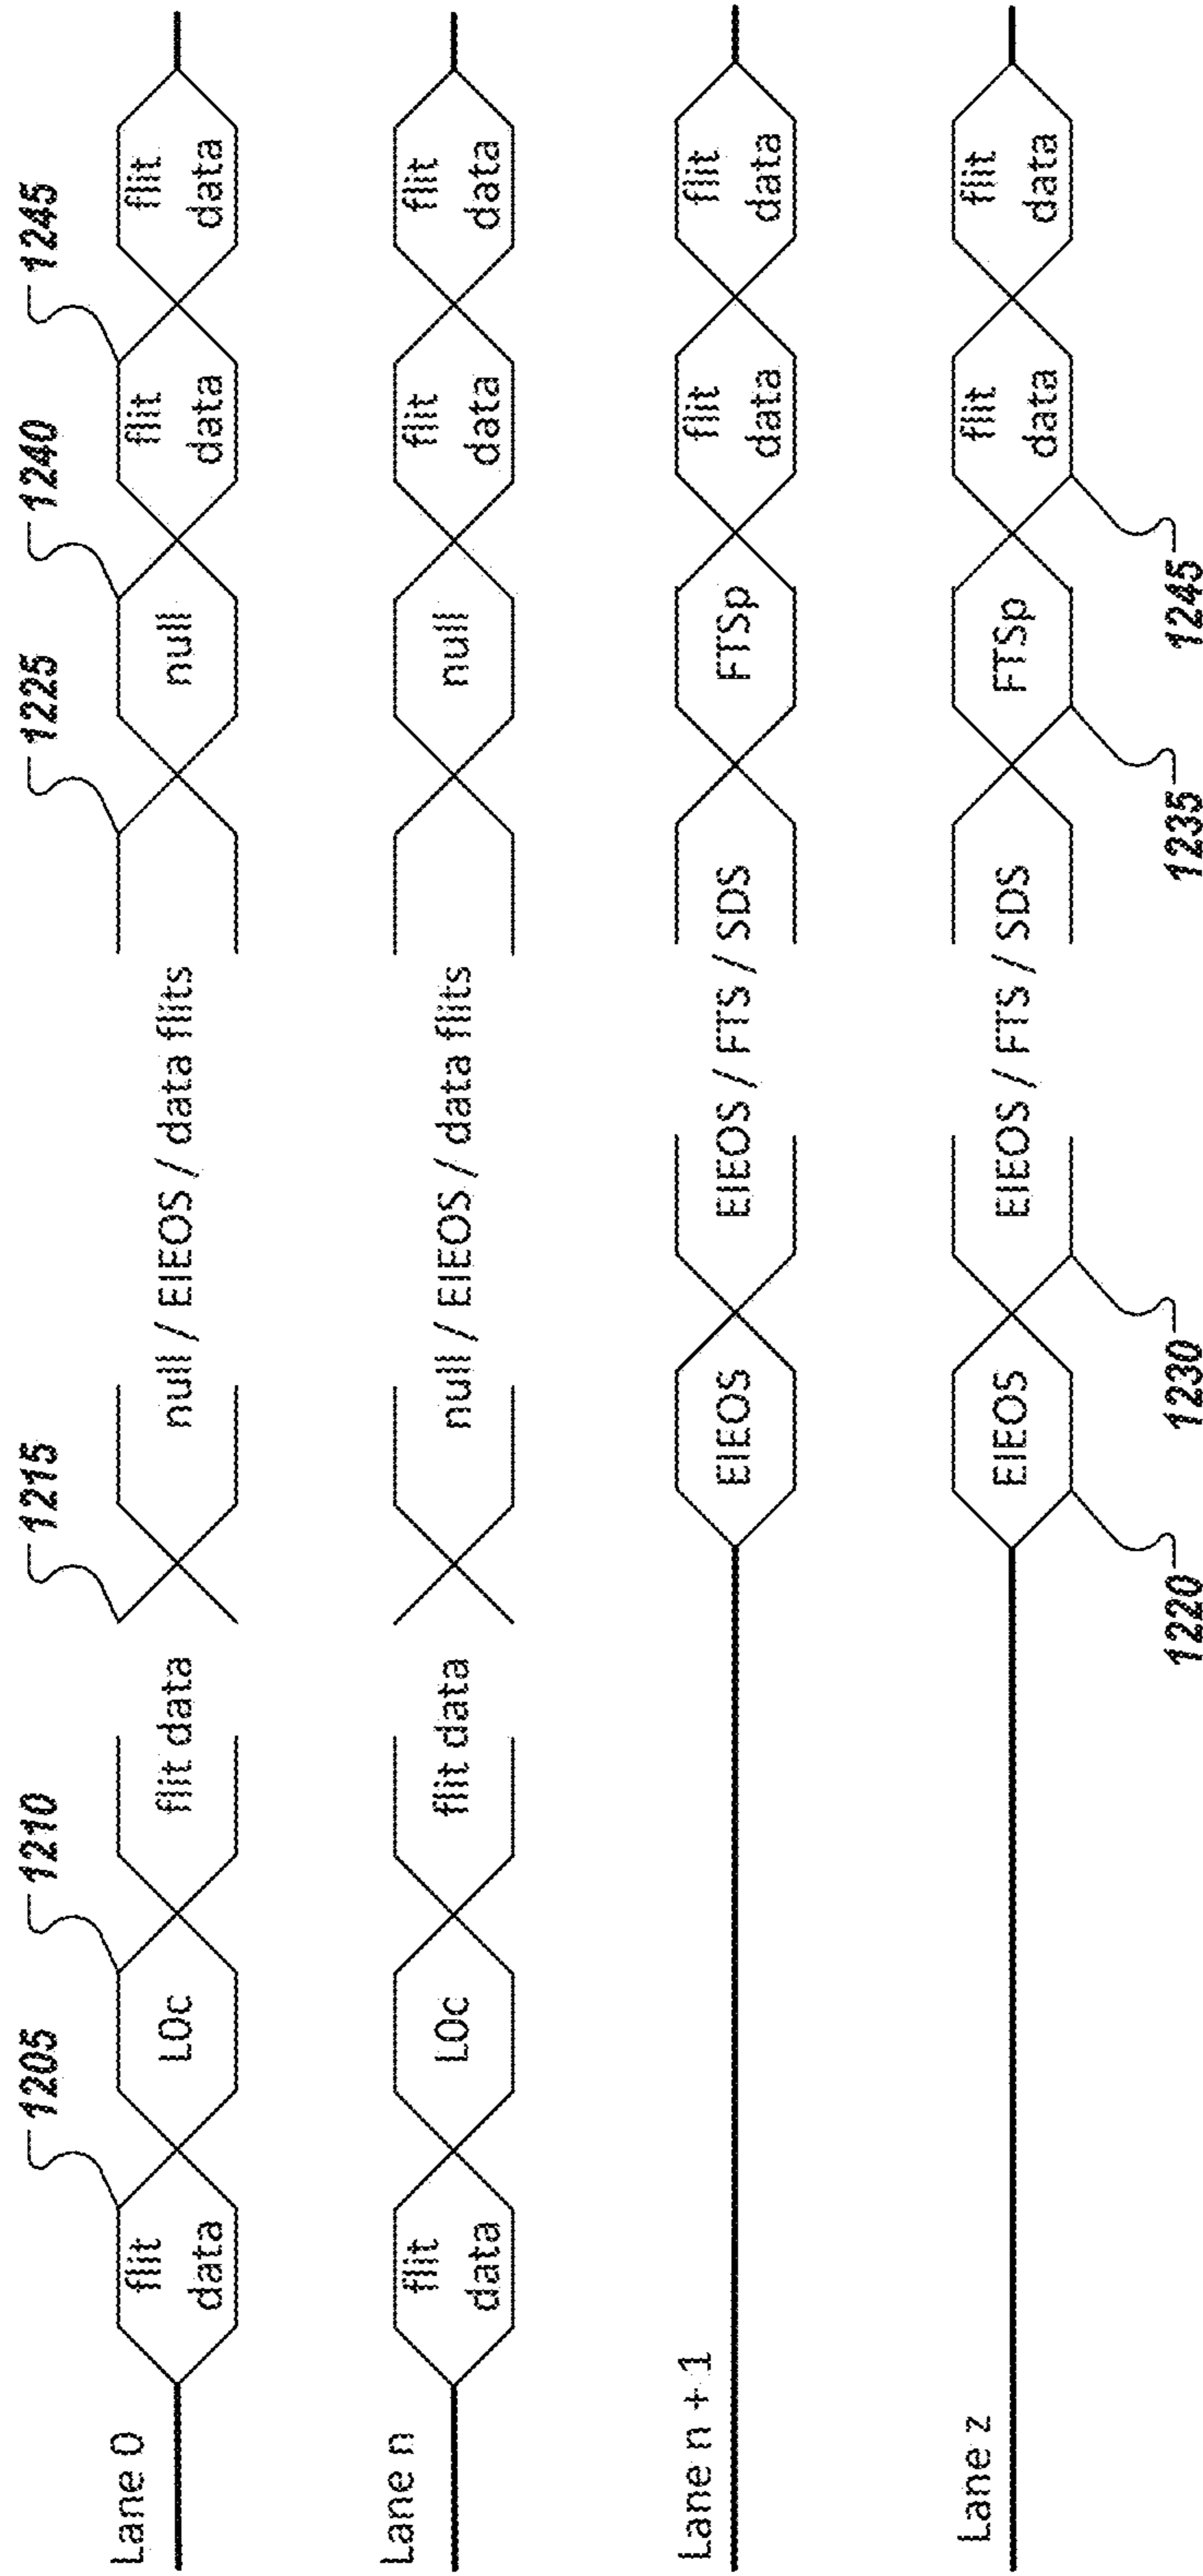 1205
1210
1215
1225
1240
1245
Lane 0
flit
data
L0c
flit data
null / EIEOS / data flits
null
flit
data
flit
data
Lane n
flit
data
L0c
flit data
null / EIEOS / data flits
null
flit
data
flit
data
Lane n + 1
EIEOS
EIEOS / FTS / SDS
FTSp
flit
data
flit
data
Lane z
EIEOS
EIEOS / FTS / SDS
FTSp
flit
data
flit
data
1220
1230
1235
1245